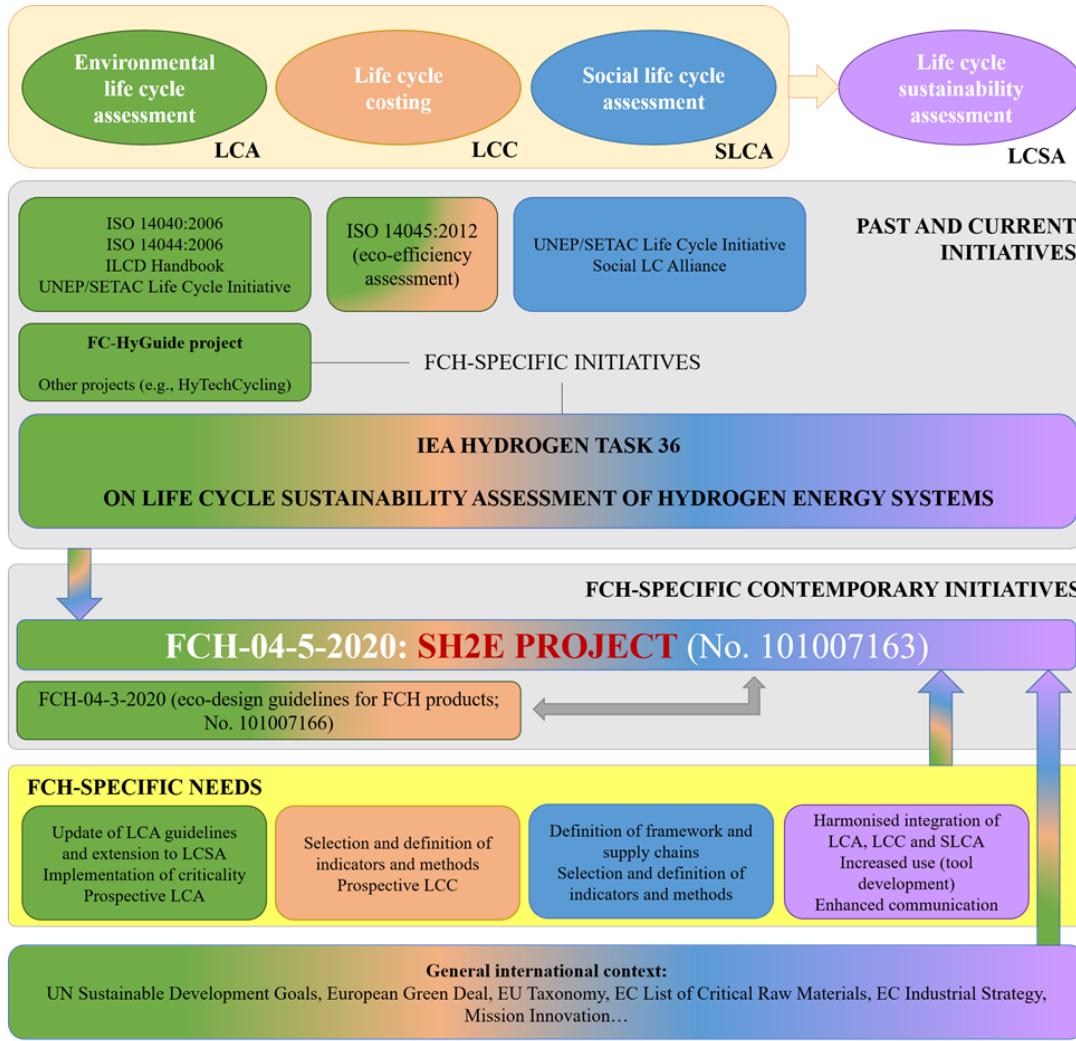 Environmental
life cycle
assessment
LCA
Life cycle
costing
LCC
Social life cycle
assessment
SLCA
Life cycle
sustainability
assessment
LCSA
PAST AND CURRENT
INITIATIVES
ISO 14040:2006
ISO 14044:2006
ILCD Handbook
UNEP/SETAC Life Cycle Initiative
ISO 14045:2012
(eco-efficiency
assessment)
UNEP/SETAC Life Cycle Initiative
Social LC Alliance
FC-HyGuide project
Other projects (e.g., HyTechCycling)
FCH-SPECIFIC INITIATIVES
IEA HYDROGEN TASK 36
ON LIFE CYCLE SUSTAINABILITY ASSESSMENT OF HYDROGEN ENERGY SYSTEMS
FCH-SPECIFIC CONTEMPORARY INITIATIVES
FCH-04-5-2020: SH2E PROJECT (No. 101007163)
FCH-04-3-2020 (eco-design guidelines for FCH products;
No. 101007166)
FCH-SPECIFIC NEEDS
Update of LCA guidelines
and extension to LCSA
Implementation of criticality
Prospective LCA
Selection and definition of
indicators and methods
Prospective LCC
Definition of framework and
supply chains
Selection and definition of
indicators and methods
Harmonised integration of
LCA, LCC and SLCA
Increased use (tool
development)
Enhanced communication
General international context:
UN Sustainable Development Goals, European Green Deal, EU Taxonomy, EC List of Critical Raw Materials, EC Industrial Strategy,
Mission Innovation…